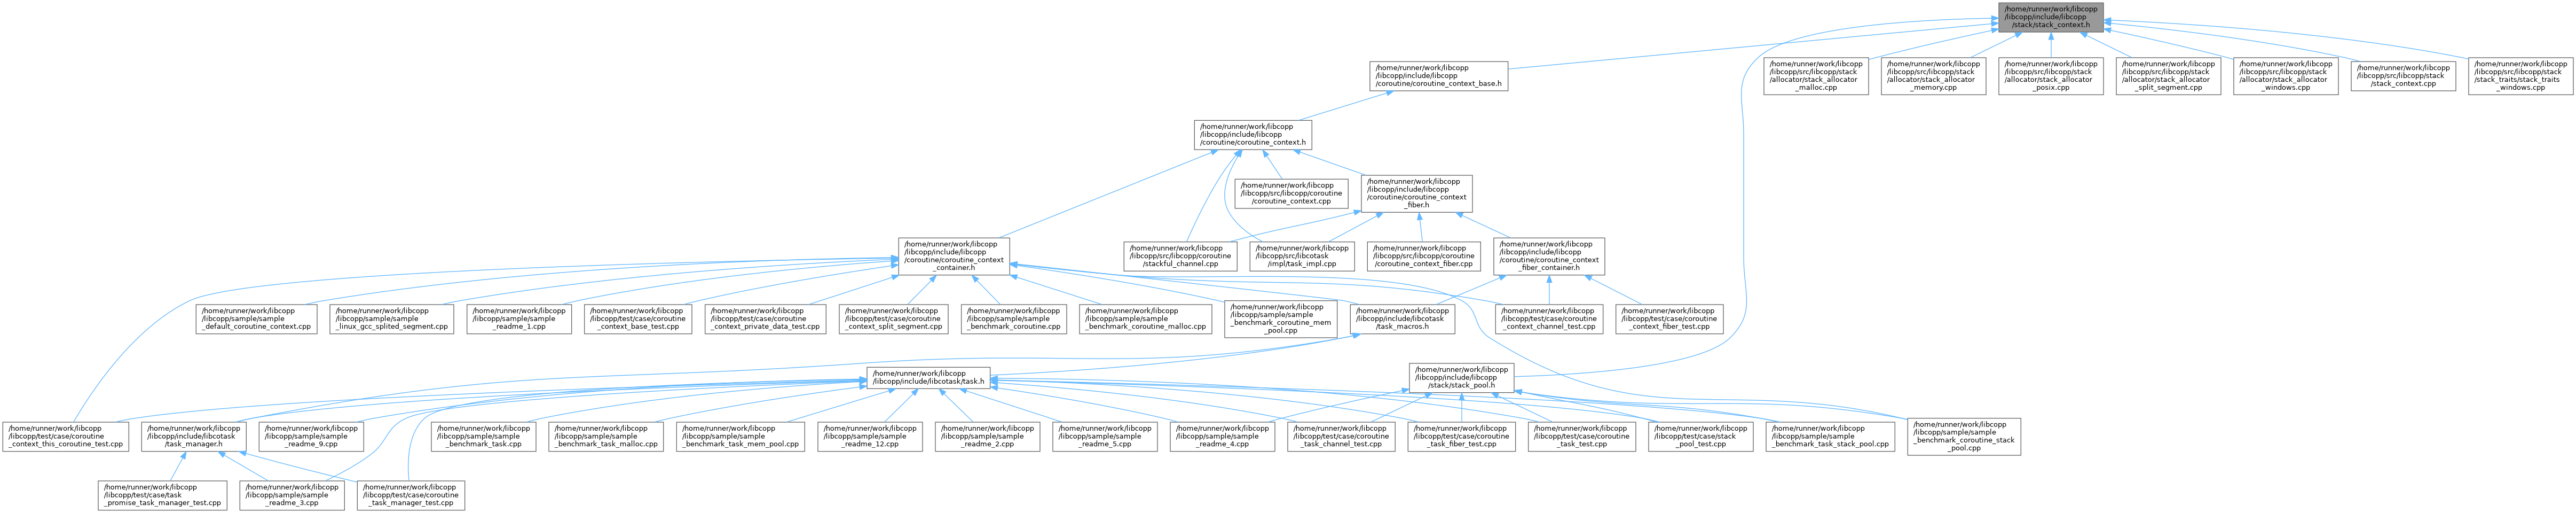 /home/runner/work/libcopp
/libcopp/include/libcopp
/stack/stack_context.h
/home/runner/work/libcopp
/libcopp/include/libcopp
/coroutine/coroutine_context_base.h
/home/runner/work/libcopp
/libcopp/src/libcopp/stack
/allocator/stack_allocator
_malloc.cpp
/home/runner/work/libcopp
/libcopp/src/libcopp/stack
/allocator/stack_allocator
_memory.cpp
/home/runner/work/libcopp
/libcopp/src/libcopp/stack
/allocator/stack_allocator
_posix.cpp
/home/runner/work/libcopp
/libcopp/src/libcopp/stack
/allocator/stack_allocator
_split_segment.cpp
/home/runner/work/libcopp
/libcopp/src/libcopp/stack
/allocator/stack_allocator
_windows.cpp
/home/runner/work/libcopp
/libcopp/src/libcopp/stack
/stack_context.cpp
/home/runner/work/libcopp
/libcopp/src/libcopp/stack
/stack_traits/stack_traits
_windows.cpp
/home/runner/work/libcopp
/libcopp/include/libcopp
/coroutine/coroutine_context.h
/home/runner/work/libcopp
/libcopp/src/libcopp/coroutine
/coroutine_context.cpp
/home/runner/work/libcopp
/libcopp/include/libcopp
/coroutine/coroutine_context
_fiber.h
/home/runner/work/libcopp
/libcopp/include/libcopp
/coroutine/coroutine_context
_container.h
/home/runner/work/libcopp
/libcopp/src/libcopp/coroutine
/stackful_channel.cpp
/home/runner/work/libcopp
/libcopp/src/libcotask
/impl/task_impl.cpp
/home/runner/work/libcopp
/libcopp/src/libcopp/coroutine
/coroutine_context_fiber.cpp
/home/runner/work/libcopp
/libcopp/include/libcopp
/coroutine/coroutine_context
_fiber_container.h
/home/runner/work/libcopp
/libcopp/sample/sample
_default_coroutine_context.cpp
/home/runner/work/libcopp
/libcopp/sample/sample
_linux_gcc_splited_segment.cpp
/home/runner/work/libcopp
/libcopp/sample/sample
_readme_1.cpp
/home/runner/work/libcopp
/libcopp/test/case/coroutine
_context_base_test.cpp
/home/runner/work/libcopp
/libcopp/test/case/coroutine
_context_private_data_test.cpp
/home/runner/work/libcopp
/libcopp/test/case/coroutine
_context_split_segment.cpp
/home/runner/work/libcopp
/libcopp/sample/sample
_benchmark_coroutine.cpp
/home/runner/work/libcopp
/libcopp/sample/sample
_benchmark_coroutine_malloc.cpp
/home/runner/work/libcopp
/libcopp/sample/sample
_benchmark_coroutine_mem
_pool.cpp
/home/runner/work/libcopp
/libcopp/include/libcotask
/task_macros.h
/home/runner/work/libcopp
/libcopp/test/case/coroutine
_context_channel_test.cpp
/home/runner/work/libcopp
/libcopp/test/case/coroutine
_context_fiber_test.cpp
/home/runner/work/libcopp
/libcopp/include/libcotask/task.h
/home/runner/work/libcopp
/libcopp/include/libcopp
/stack/stack_pool.h
/home/runner/work/libcopp
/libcopp/test/case/coroutine
_context_this_coroutine_test.cpp
/home/runner/work/libcopp
/libcopp/include/libcotask
/task_manager.h
/home/runner/work/libcopp
/libcopp/sample/sample
_readme_9.cpp
/home/runner/work/libcopp
/libcopp/sample/sample
_benchmark_task.cpp
/home/runner/work/libcopp
/libcopp/sample/sample
_benchmark_task_malloc.cpp
/home/runner/work/libcopp
/libcopp/sample/sample
_benchmark_task_mem_pool.cpp
/home/runner/work/libcopp
/libcopp/sample/sample
_readme_12.cpp
/home/runner/work/libcopp
/libcopp/sample/sample
_readme_2.cpp
/home/runner/work/libcopp
/libcopp/sample/sample
_readme_5.cpp
/home/runner/work/libcopp
/libcopp/sample/sample
_readme_4.cpp
/home/runner/work/libcopp
/libcopp/test/case/coroutine
_task_channel_test.cpp
/home/runner/work/libcopp
/libcopp/test/case/coroutine
_task_fiber_test.cpp
/home/runner/work/libcopp
/libcopp/test/case/coroutine
_task_test.cpp
/home/runner/work/libcopp
/libcopp/test/case/stack
_pool_test.cpp
/home/runner/work/libcopp
/libcopp/sample/sample
_benchmark_task_stack_pool.cpp
/home/runner/work/libcopp
/libcopp/sample/sample
_benchmark_coroutine_stack
_pool.cpp
/home/runner/work/libcopp
/libcopp/test/case/task
_promise_task_manager_test.cpp
/home/runner/work/libcopp
/libcopp/sample/sample
_readme_3.cpp
/home/runner/work/libcopp
/libcopp/test/case/coroutine
_task_manager_test.cpp